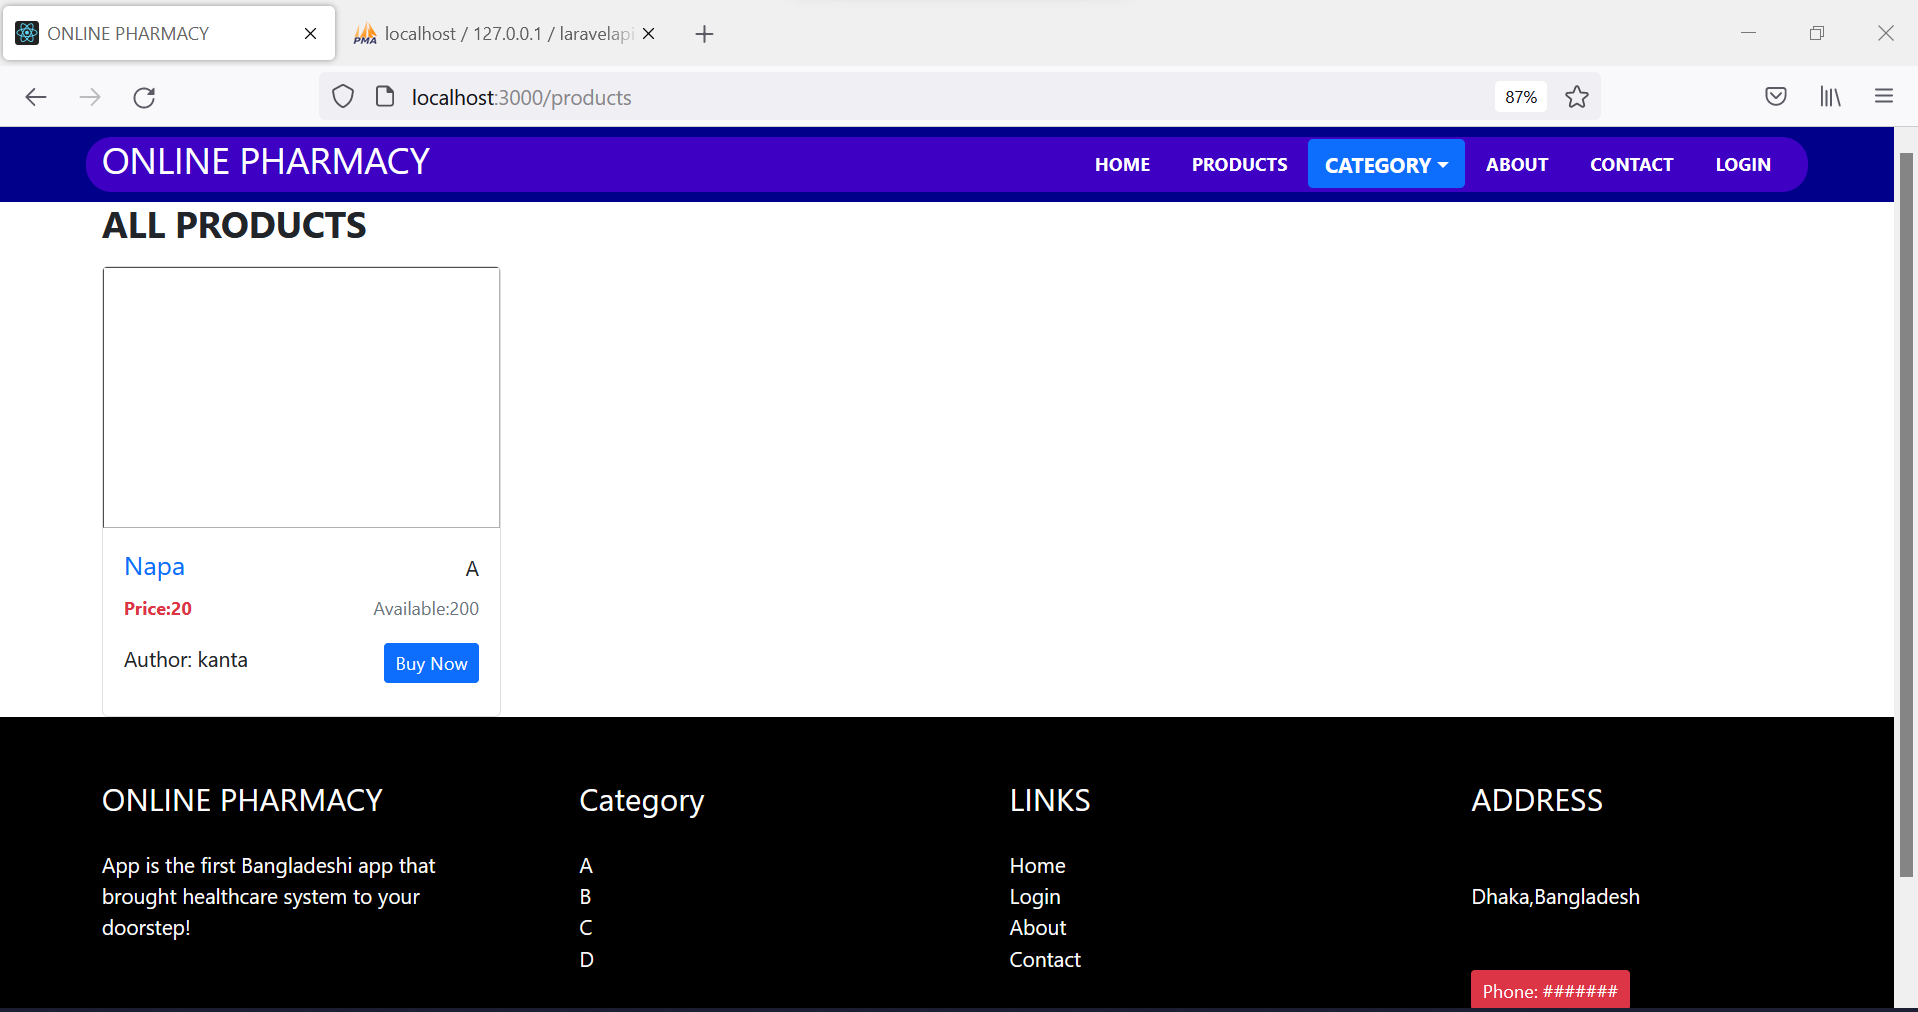 ONLINE PHARMACY
PMA localhost / 127.0.0.1 / laravelapi
localhost:3000/products
87%
ONLINE PHARMACY
HOME PRODUCTS CATEGORY ABOUT CONTACT LOGIN
ALL PRODUCTS
Napa A
Price:20 Available:200
Author: kanta Buy Now
ONLINE PHARMACY
App is the first Bangladeshi app that
brought healthcare system to your
doorstep!
Category
A
B
C
D
LINKS
Home
Login
About
Contact
ADDRESS
Dhaka,Bangladesh
Phone: #######